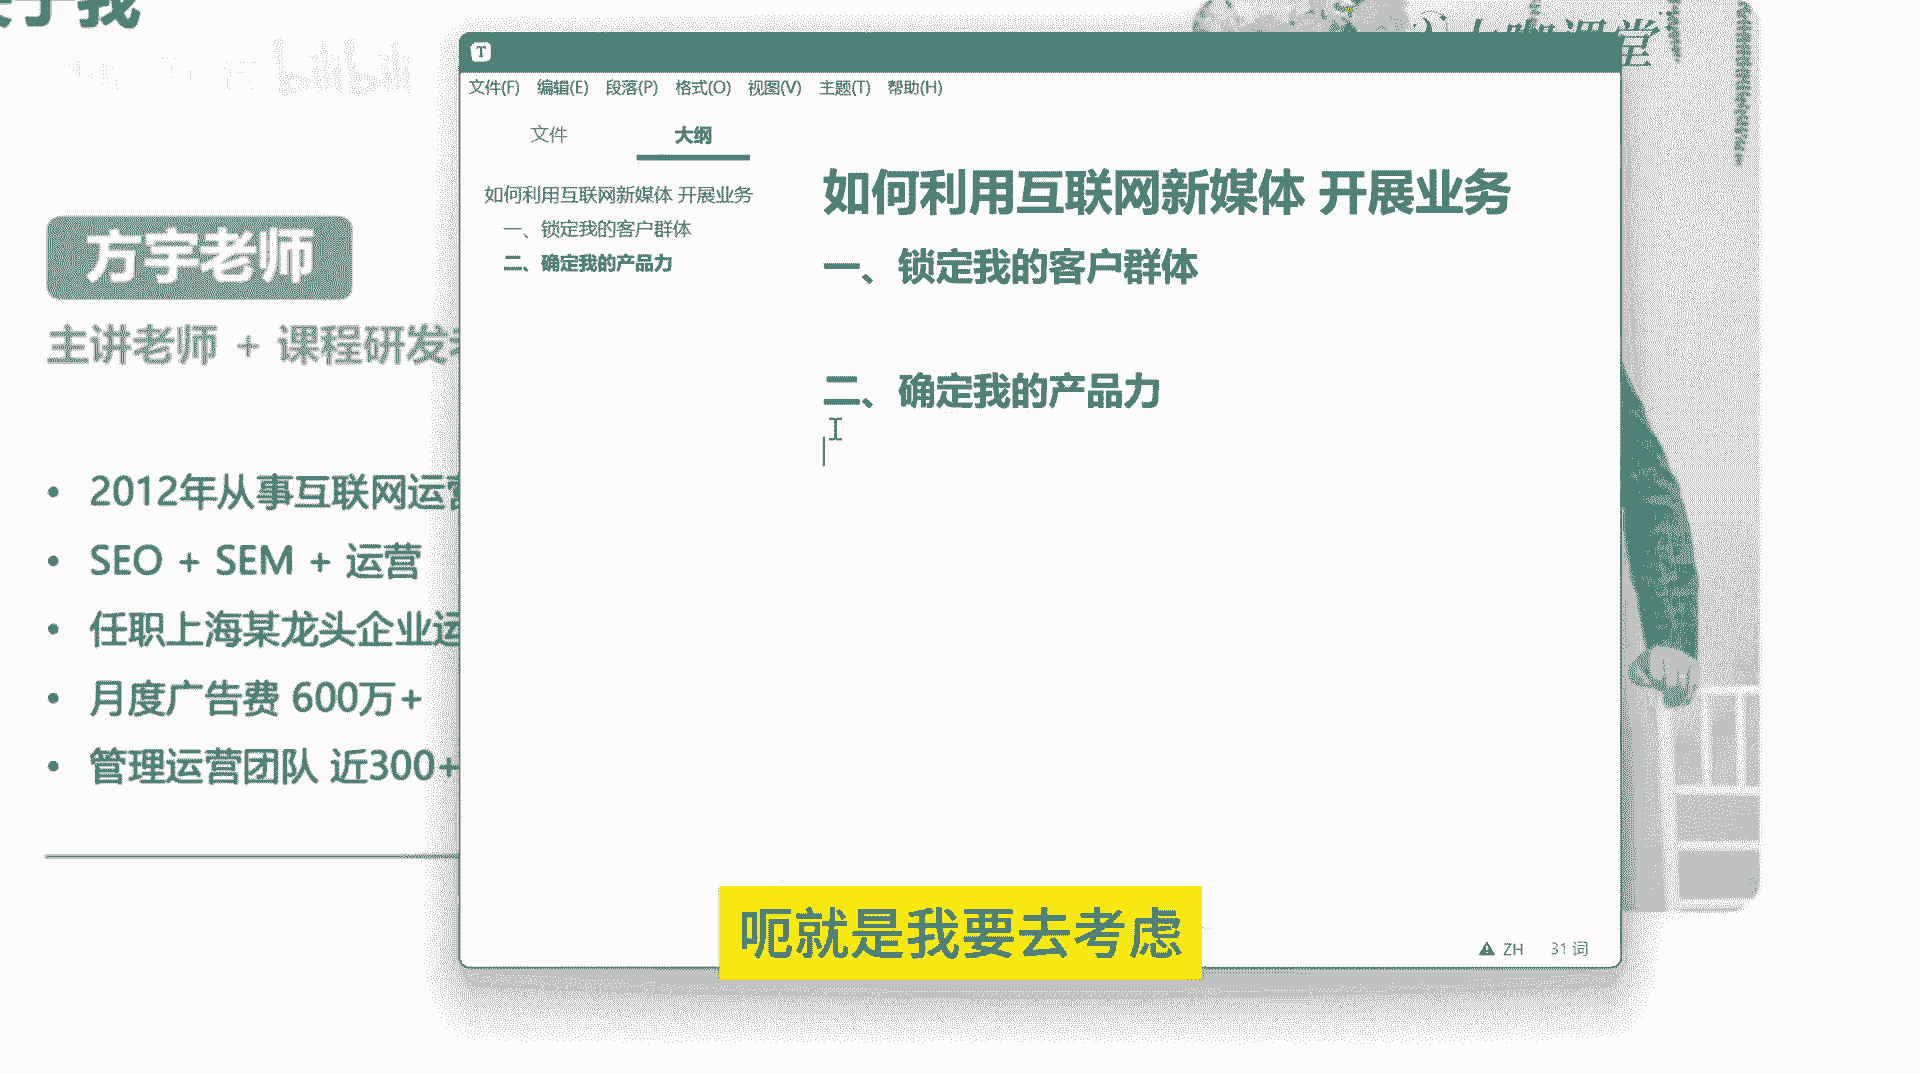 bilibili
方宇老师
主讲老师 + 课程研发
2012年从事互联网运营
SEO + SEM + 运营
任职上海某龙头企业运
月度广告费 600万+
管理运营团队 近300+
文件(F) 编辑(E) 段落(P) 格式(O) 视图(V) 主题(T) 帮助(H)
文件 大纲
如何利用互联网新媒体 开展业务
一、锁定我的客户群体
二、确定我的产品力
如何利用互联网新媒体 开展业务
一、锁定我的客户群体
二、确定我的产品力
ZH 31 词
呃就是我要去考虑